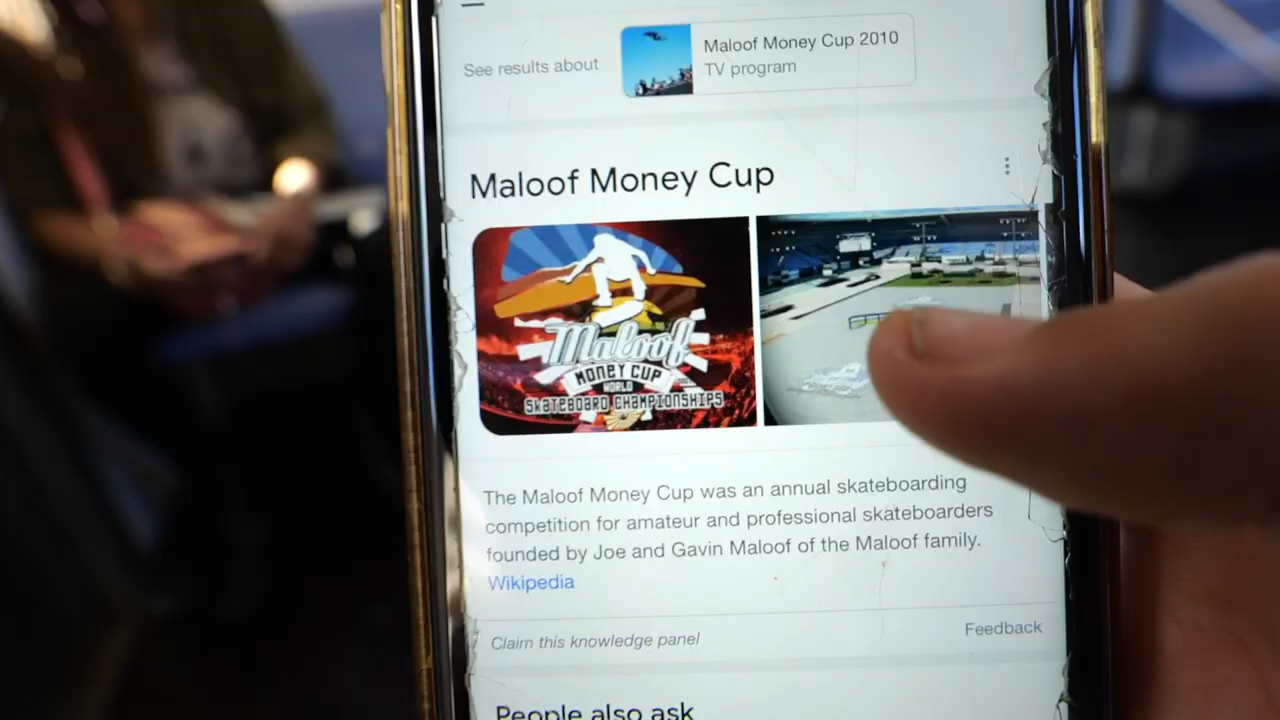 See results about
Maloof Money Cup 2010
TV program
Maloof Money Cup
Maloof
MONEY CUP
WORLD
SKATEBOARD CHAMPIONSHIPS
The Maloof Money Cup was an annual skateboarding
competition for amateur and professional skateboarders
founded by Joe and Gavin Maloof of the Maloof family.
Wikipedia
Claim this knowledge panel
Feedback
People also ask